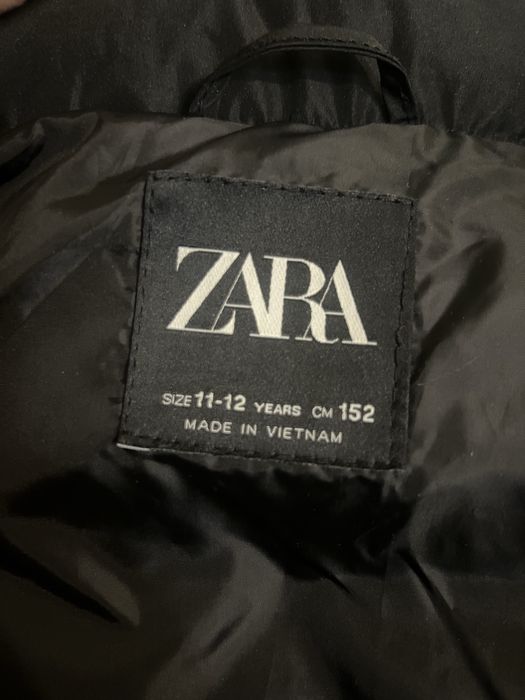 ZARA
SIZE 11-12 YEARS CM 152
MADE IN VIETNAM